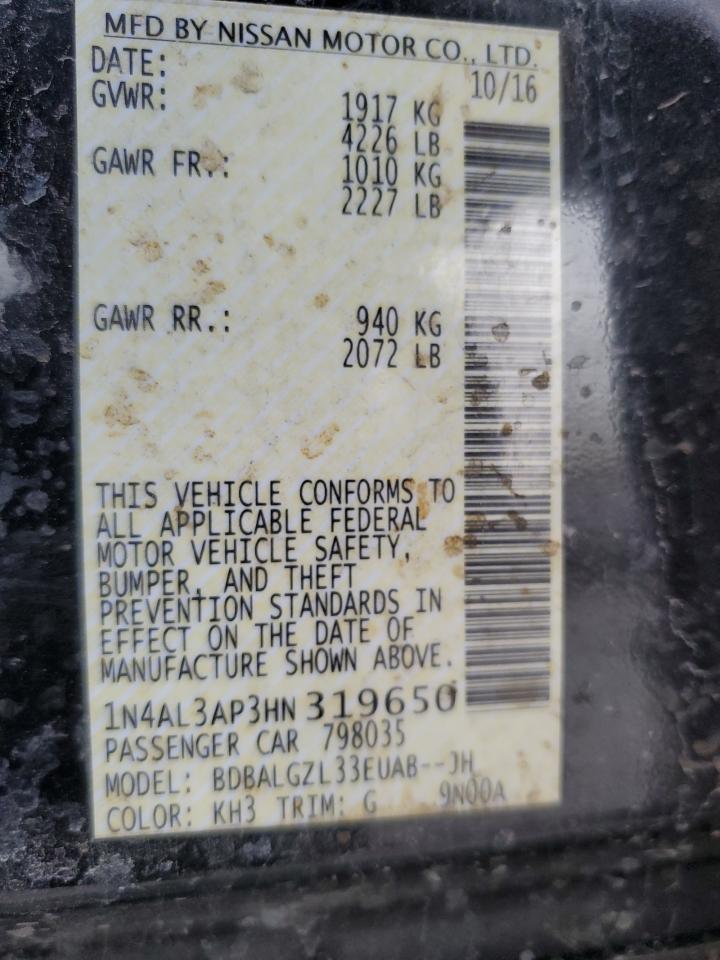 MFD BY NISSAN MOTOR CO., LTD.
DATE: 10/16
GVWR: 1917 KG
4226 LB
GAWR FR.: 1010 KG
2227 LB
GAWR RR.: 940 KG
2072 LB
THIS VEHICLE CONFORMS TO
ALL APPLICABLE FEDERAL
MOTOR VEHICLE SAFETY,
BUMPER, AND THEFT
PREVENTION STANDARDS IN
EFFECT ON THE DATE OF
MANUFACTURE SHOWN ABOVE.
1N4AL3AP3HN319650
PASSENGER CAR 798035
MODEL: BDBALGZL33EUAB--JH
COLOR: KH3 TRIM: G 9N00A